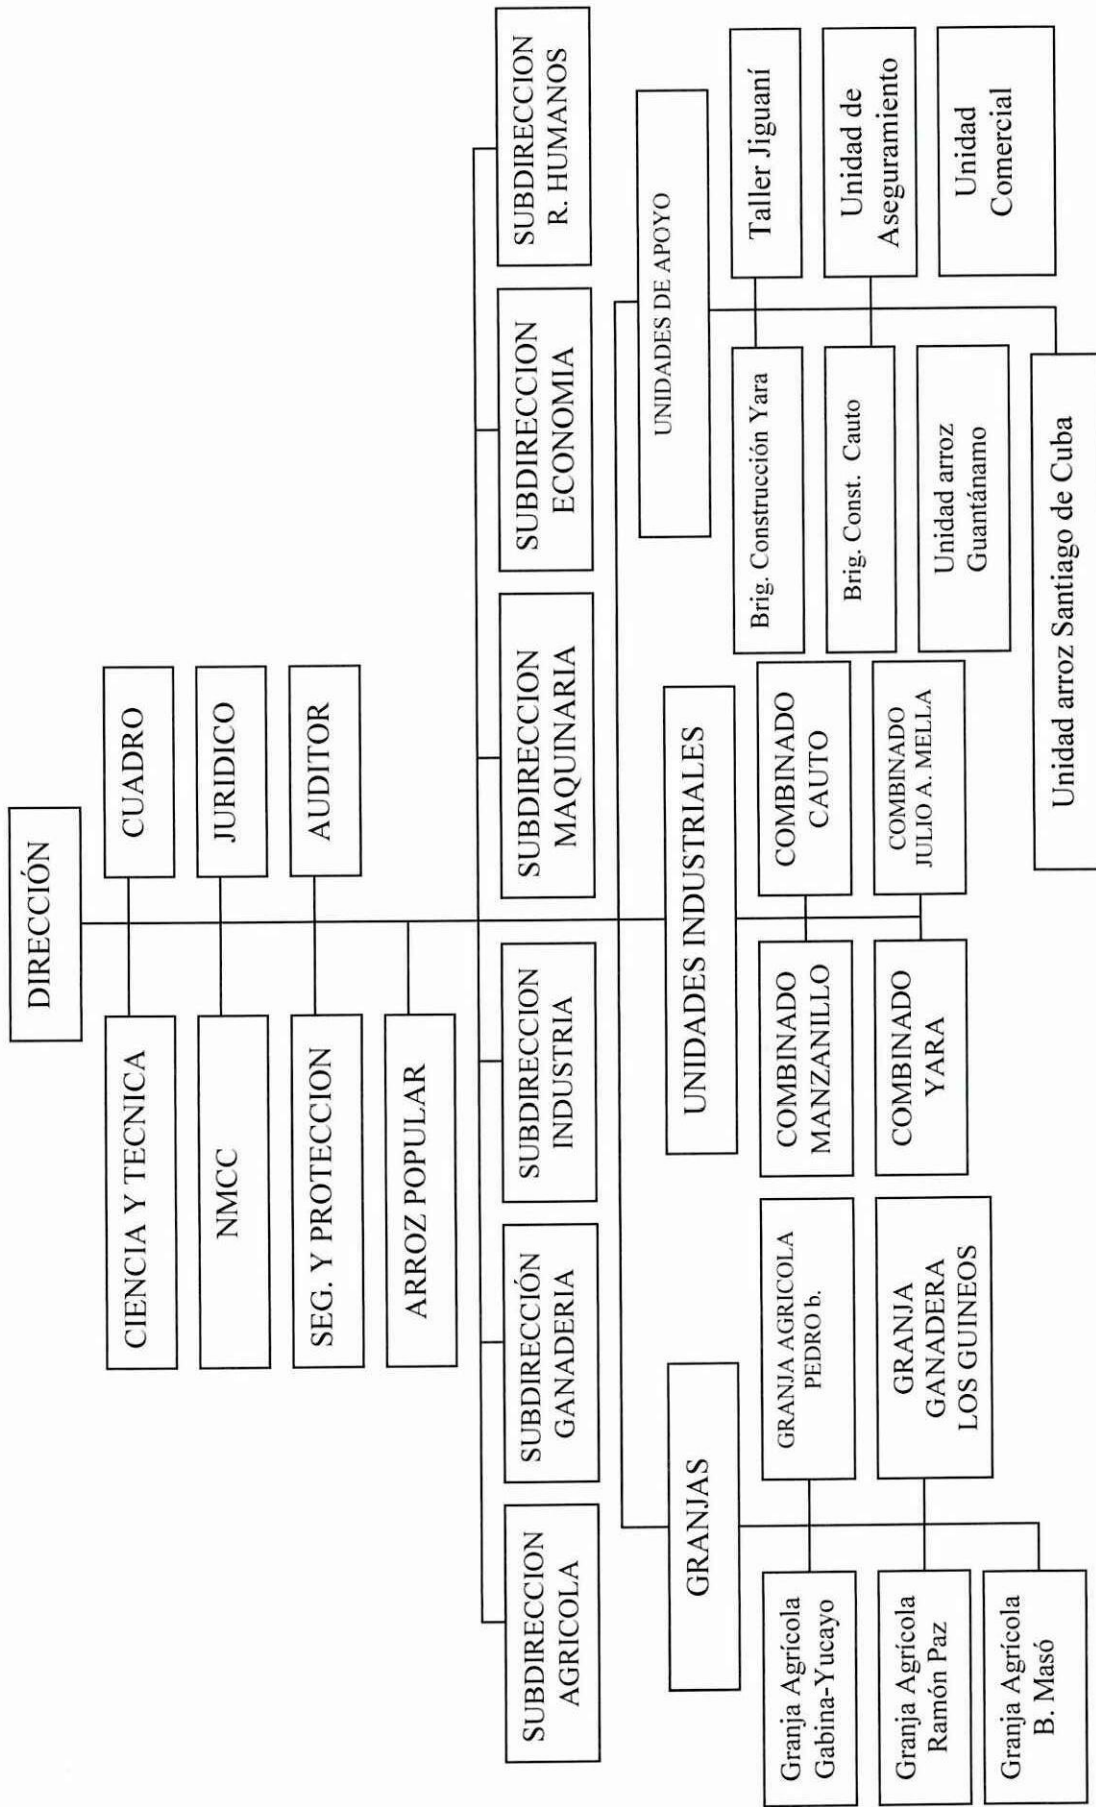 DIRECCIÓN
CIENCIA Y TECNICA
CUADRO
NMCC
JURIDICO
SEG. Y PROTECCION
AUDITOR
ARROZ POPULAR
SUBDIRECCION
AGRICOLA
SUBDIRECCIÓN
GANADERIA
SUBDIRECCION
INDUSTRIA
SUBDIRECCION
MAQUINARIA
SUBDIRECCION
ECONOMIA
SUBDIRECCION
R. HUMANOS
GRANJAS
Granja Agrícola
Gabina-Yucayo
GRANJA AGRICOLA
PEDRO b.
Granja Agrícola
Ramón Paz
GRANJA
GANADERA
LOS GUINEOS
Granja Agrícola
B. Masó
UNIDADES INDUSTRIALES
COMBINADO
MANZANILLO
COMBINADO
CAUTO
COMBINADO
YARA
COMBINADO
JULIO A. MELLA
UNIDADES DE APOYO
Brig. Construcción Yara
Taller Jiguaní
Brig. Const. Cauto
Unidad de
Aseguramiento
Unidad arroz
Guantánamo
Unidad
Comercial
Unidad arroz Santiago de Cuba